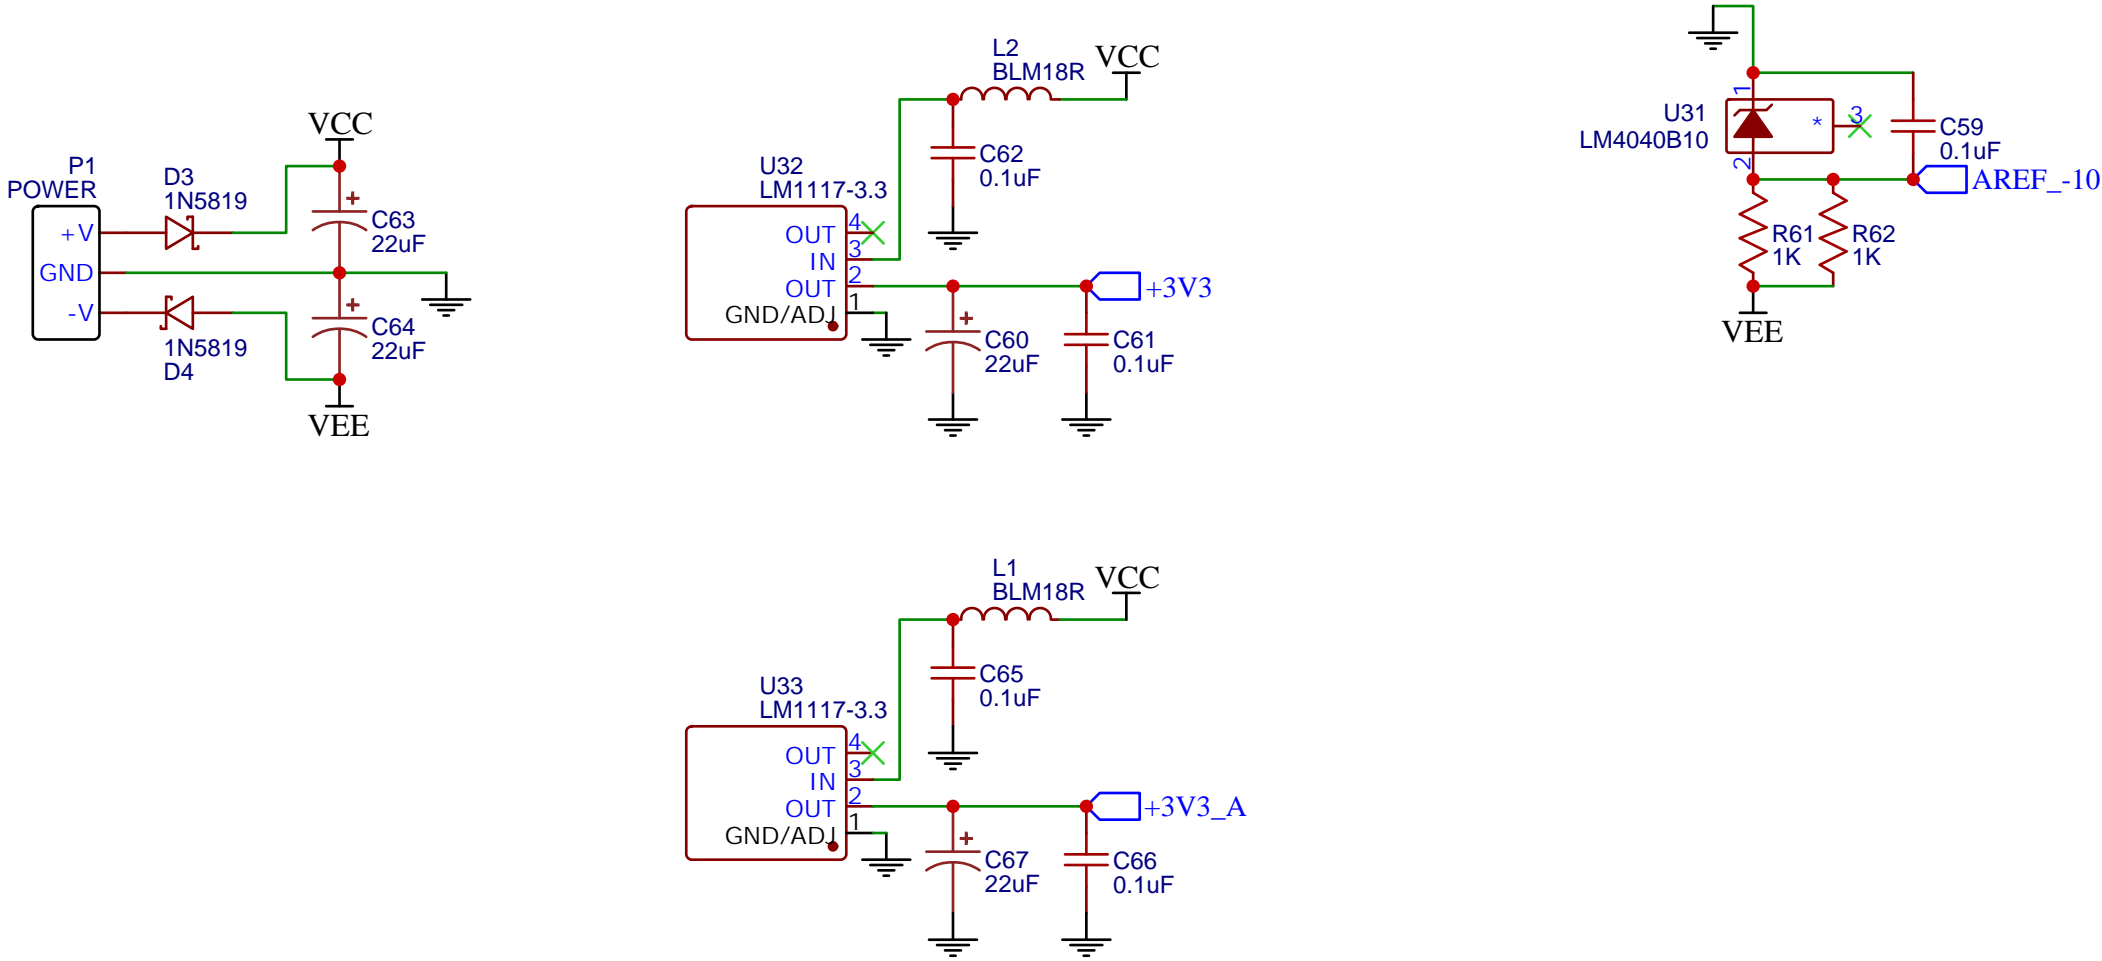 P1
POWER
+V
GND
-V
D3
1N5819
1N5819
D4
VCC
+
C63
22uF
+
C64
22uF
VEE
L2
BLM18R
VCC
C62
0.1uF
U32
LM1117-3.3
OUT 4
IN 3
OUT 2
GND/ADJ 1
+3V3
+
C60
22uF
C61
0.1uF
U31
LM4040B10
1
* 3
2
C59
0.1uF
AREF_-10
R61
1K
R62
1K
VEE
L1
BLM18R
VCC
C65
0.1uF
U33
LM1117-3.3
OUT 4
IN 3
OUT 2
GND/ADJ 1
+3V3_A
+
C67
22uF
C66
0.1uF